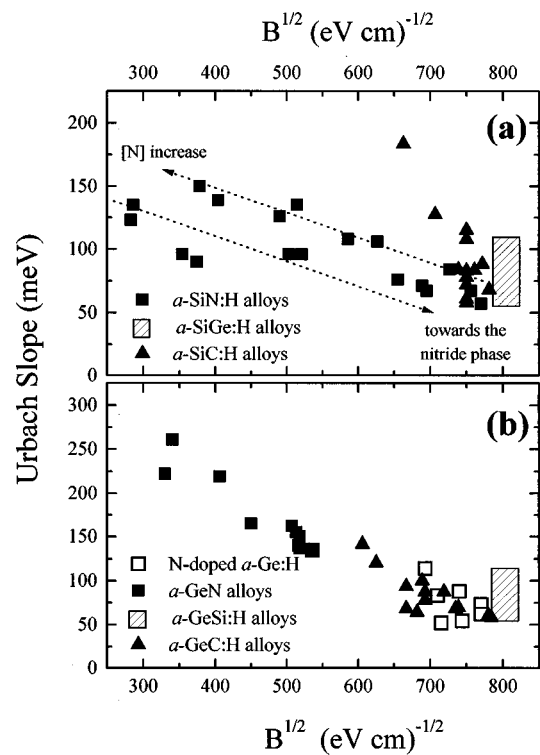 B1/2 (eV cm)-1/2
300 400 500 600 700 800
Urbach Slope (meV)
200
150
100
50
0
(a)
[N] increase
a-SiN:H alloys
a-SiGe:H alloys
a-SiC:H alloys
towards the
nitride phase
300
250
200
150
100
50
0
(b)
N-doped a-Ge:H
a-GeN alloys
a-GeSi:H alloys
a-GeC:H alloys
300 400 500 600 700 800
B1/2 (eV cm)-1/2